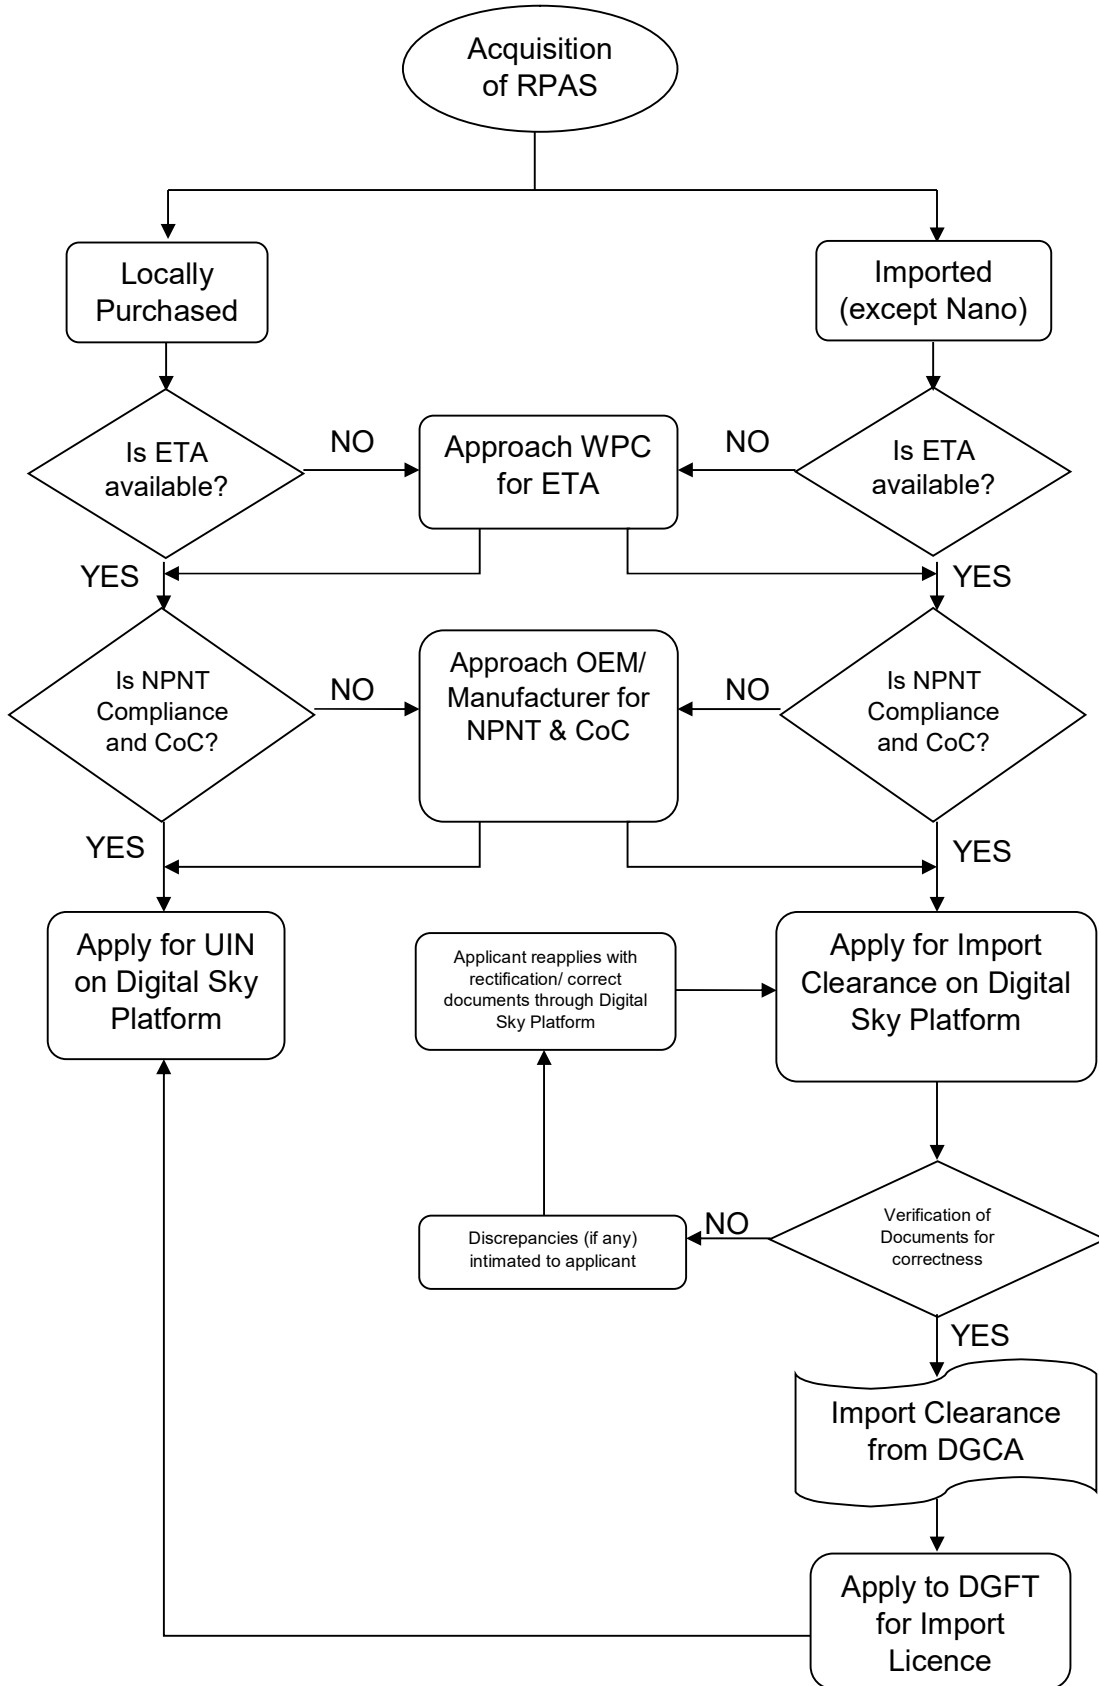 Acquisition
of RPAS
Locally
Purchased
Imported
(except Nano)
Is ETA
available?
NO
Approach WPC
for ETA
NO
Is ETA
available?
YES
YES
Is NPNT
Compliance
and CoC?
NO
Approach OEM/
Manufacturer for
NPNT & CoC
NO
Is NPNT
Compliance
and CoC?
YES
YES
Apply for UIN
on Digital Sky
Platform
Applicant reapplies with
rectification/ correct
documents through Digital
Sky Platform
Apply for Import
Clearance on Digital
Sky Platform
Discrepancies (if any)
intimated to applicant
NO
Verification of
Documents for
correctness
YES
Import Clearance
from DGCA
Apply to DGFT
for Import
Licence